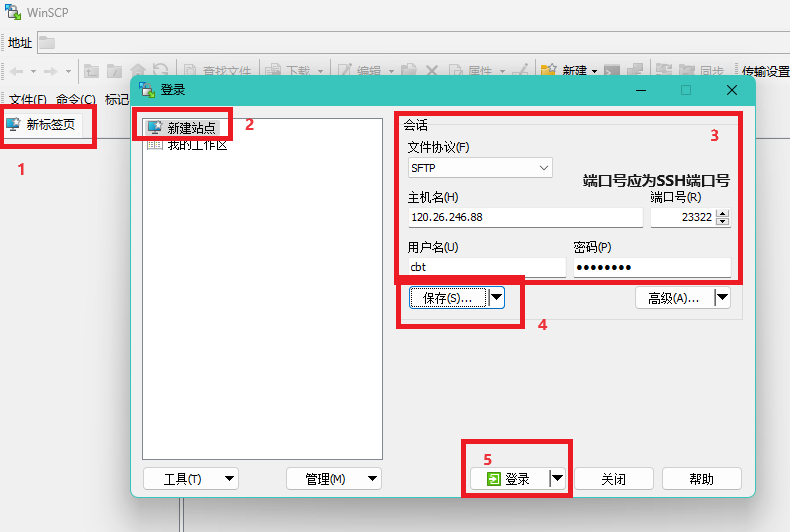 WinSCP
地址
查找文件 下载 编辑 属性 新建 同步 传输设置
文件(F) 命令(C) 标记
新标签页
1
登录
新建站点
2
我的工作区
会话
3
文件协议(F)
SFTP
端口号应为SSH端口号
主机名(H) 端口号(R)
120.26.246.88 23322
用户名(U) 密码(P)
cbt ●●●●●●●●
保存(S)... 高级(A)...
4
5
工具(T) 管理(M) 登录 关闭 帮助